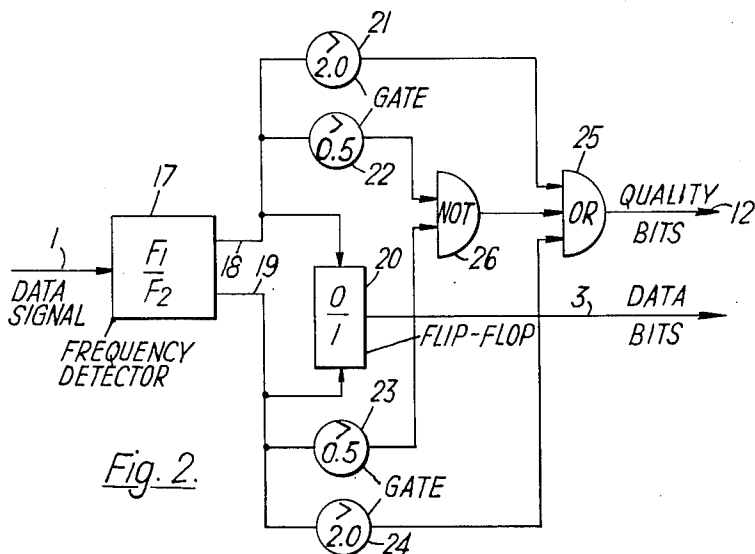 21
>
2.0
GATE
>
0.5
22
25
17
NOT
OR
QUALITY
BITS
12
1
DATA
SIGNAL
F1
F2
18
19
20
26
0
1
3
DATA
BITS
FREQUENCY
DETECTOR
FLIP-FLOP
23
>
0.5
Fig. 2.
GATE
>
2.0
24